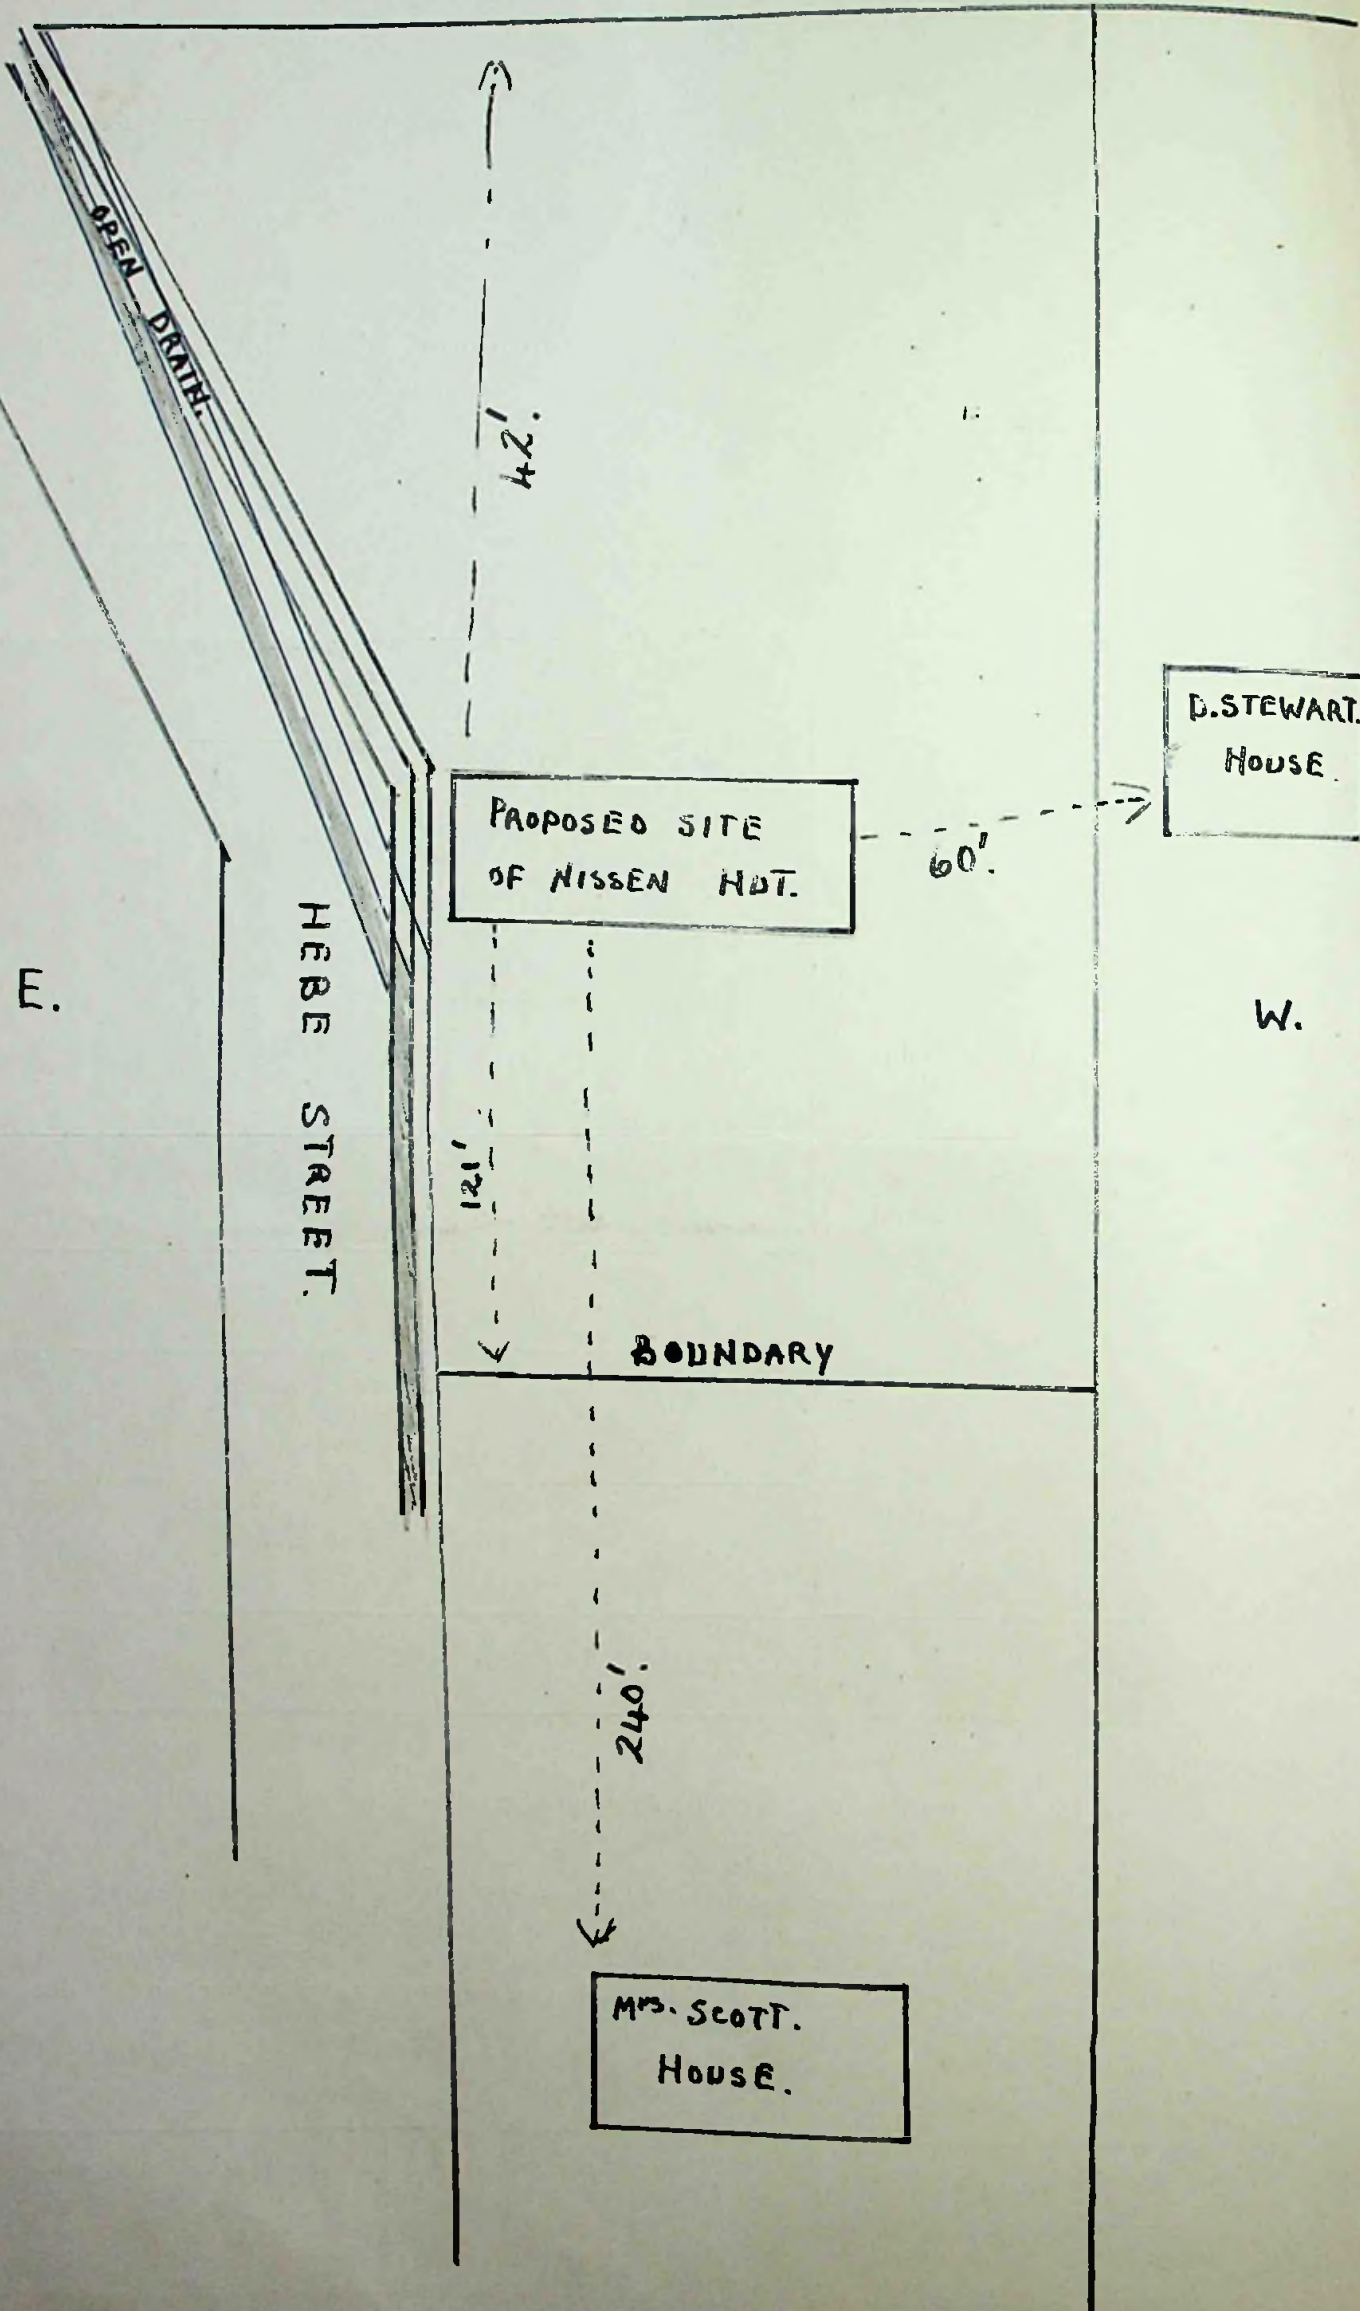 OPEN DRAIN.
42'.
D. STEWART.
HOUSE.
PROPOSED SITE
OF NISSEN HUT.
60'.
HEBE STREET.
E.
W.
121'
BOUNDARY
240'.
Mrs. SCOTT.
HOUSE.